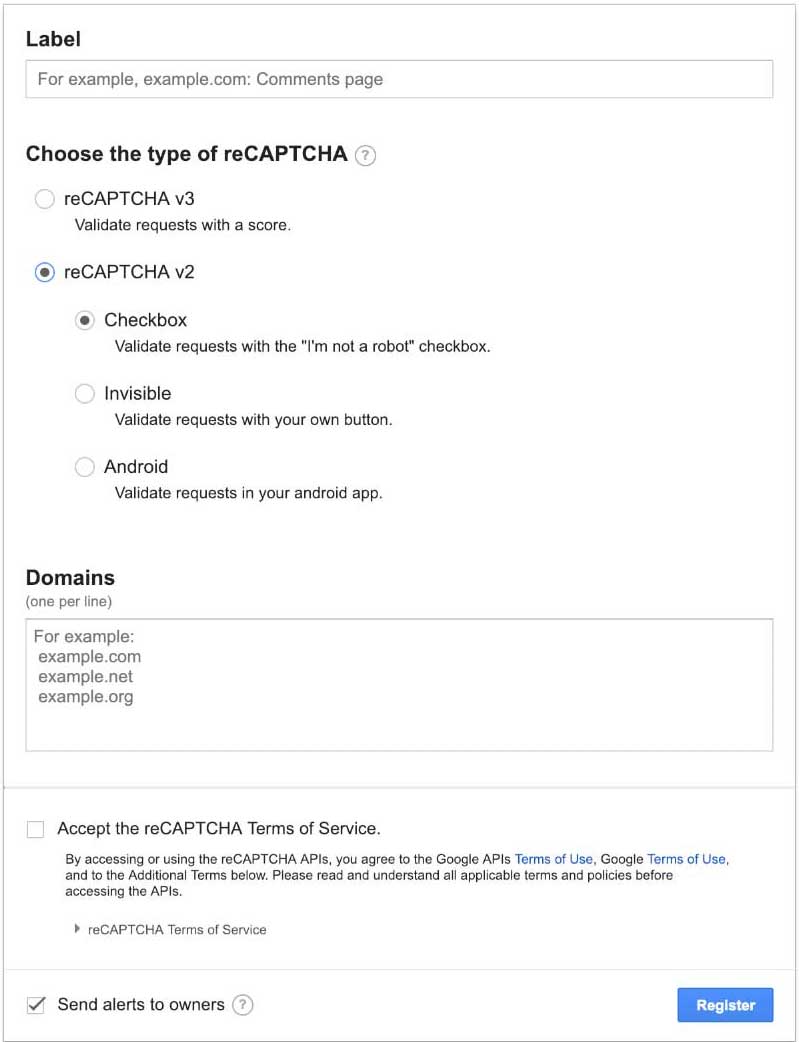 Label
For example, example.com: Comments page
Choose the type of reCAPTCHA ?
reCAPTCHA v3
Validate requests with a score.
reCAPTCHA v2
Checkbox
Validate requests with the "I'm not a robot" checkbox.
Invisible
Validate requests with your own button.
Android
Validate requests in your android app.
Domains
(one per line)
For example:
example.com
example.net
example.org
Accept the reCAPTCHA Terms of Service.
By accessing or using the reCAPTCHA APIs, you agree to the Google APIs Terms of Use, Google Terms of Use,
and to the Additional Terms below. Please read and understand all applicable terms and policies before
accessing the APIs.
reCAPTCHA Terms of Service
Send alerts to owners ?
Register